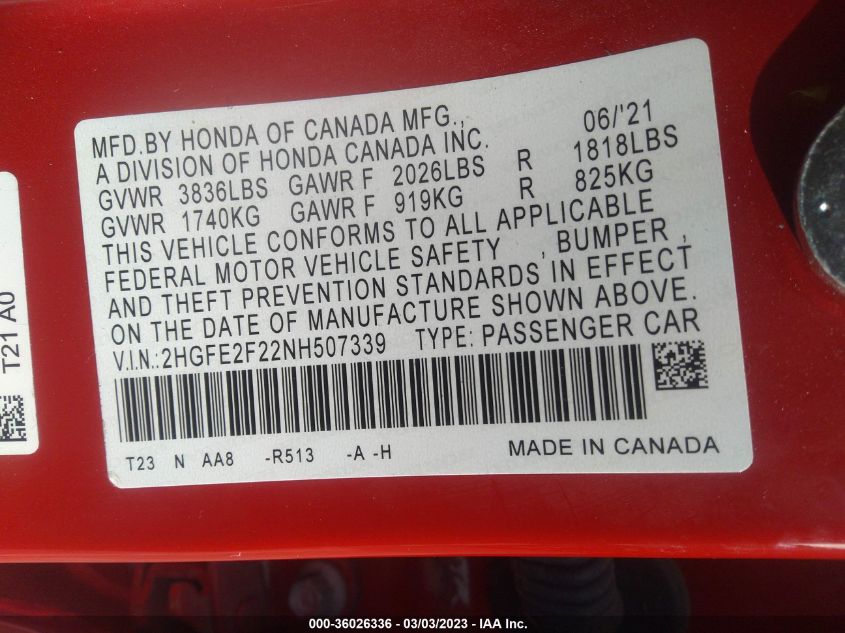 MFD.BY HONDA OF CANADA MFG., 06/'21
A DIVISION OF HONDA CANADA INC.
GVWR 3836LBS GAWR F 2026LBS R 1818LBS
GVWR 1740KG GAWR F 919KG R 825KG
THIS VEHICLE CONFORMS TO ALL APPLICABLE
FEDERAL MOTOR VEHICLE SAFETY , BUMPER ,
AND THEFT PREVENTION STANDARDS IN EFFECT
ON THE DATE OF MANUFACTURE SHOWN ABOVE.
V.I.N.: 2HGFE2F22NH507339 TYPE: PASSENGER CAR
T23 N AA8 -R513 -A -H MADE IN CANADA
T21 A0
000-36026336 - 03/03/2023 - IAA Inc.